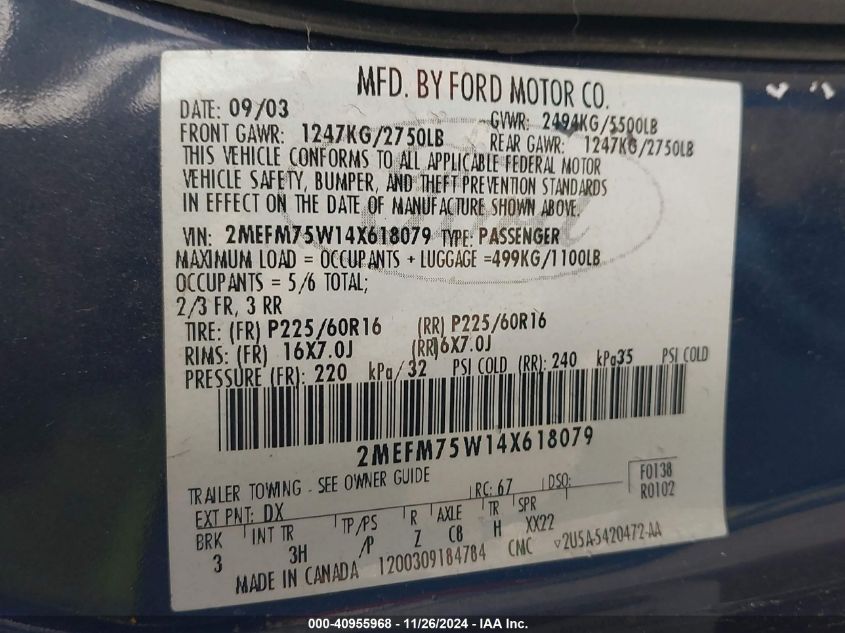 MFD. BY FORD MOTOR CO.
DATE: 09/03 GVWR: 2494KG/5500LB
FRONT GAWR: 1247KG/2750LB REAR GAWR: 1247KG/2750LB
THIS VEHICLE CONFORMS TO ALL APPLICABLE FEDERAL MOTOR
VEHICLE SAFETY, BUMPER, AND THEFT PREVENTION STANDARDS
IN EFFECT ON THE DATE OF MANUFACTURE SHOWN ABOVE.
VIN: 2MEFM75W14X618079 TYPE: PASSENGER
MAXIMUM LOAD = OCCUPANTS + LUGGAGE =499KG/1100LB
OCCUPANTS = 5/6 TOTAL;
2/3 FR, 3 RR
TIRE: (FR) P225/60R16 (RR) P225/60R16
RIMS: (FR) 16X7.0J (RR)16X7.0J
PRESSURE (FR): 220 kPa/32 PSI COLD (RR): 240 kPa35 PSI COLD
2MEFM75W14X618079
TRAILER TOWING - SEE OWNER GUIDE
F0138
EXT PNT: DX RC: 67 DSO: R0102
BRK INT TR TP/PS R AXLE TR SPR
3 3H /P Z C8 H XX22
MADE IN CANADA 1200309184784 CMC ▽2U5A-5420472-AA
000-40955968 - 11/26/2024 - IAA Inc.